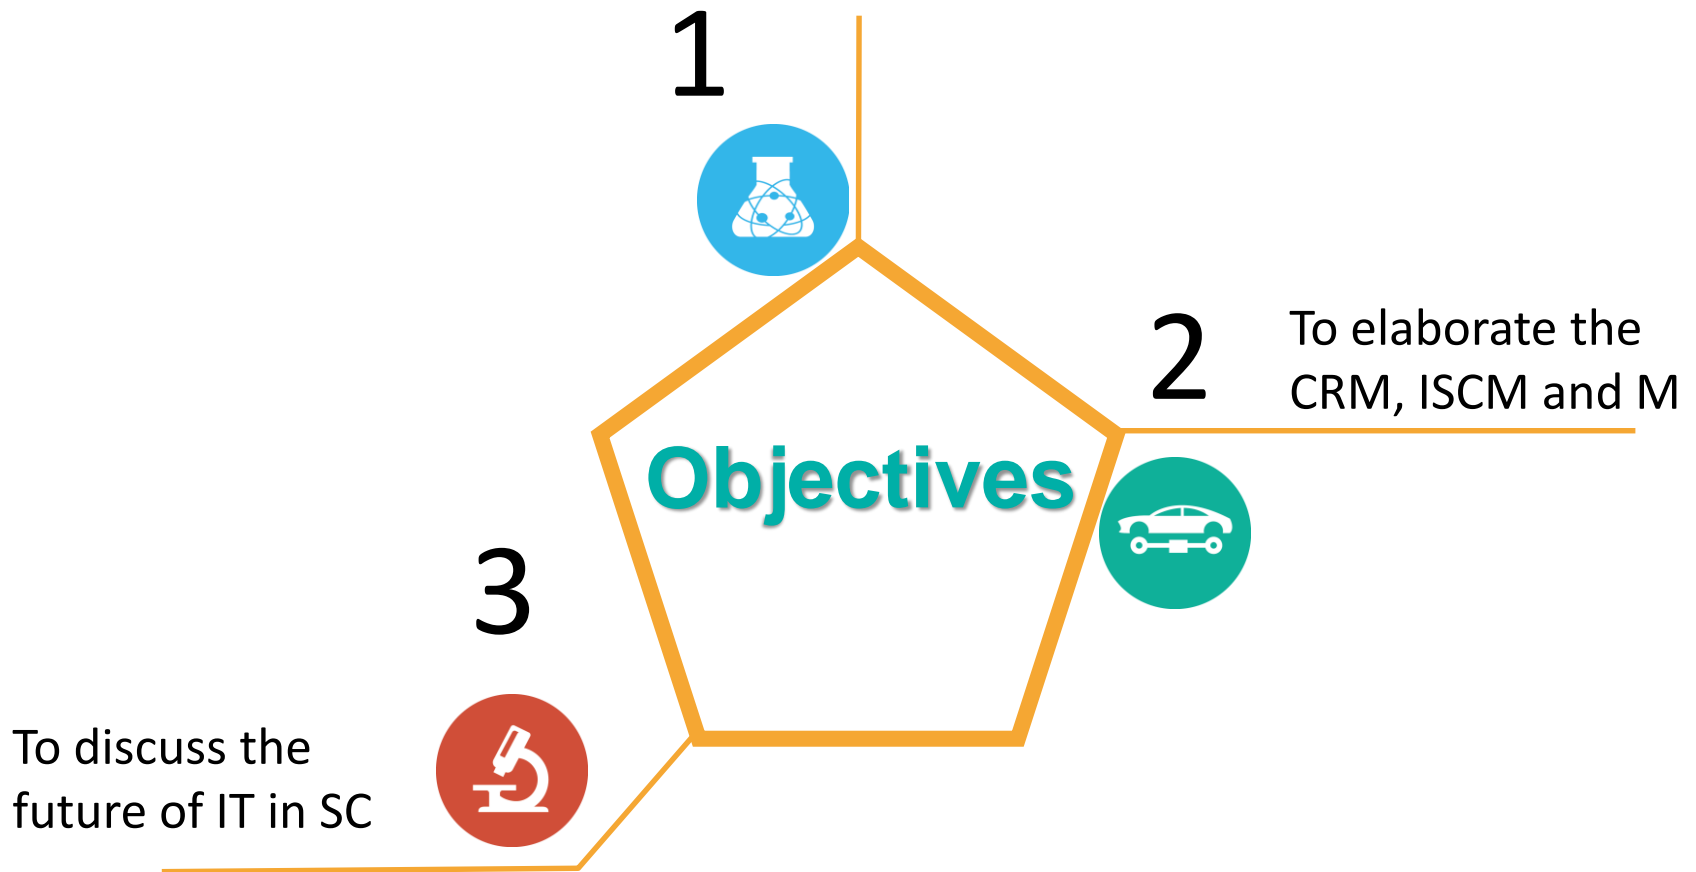 1
2
To elaborate the
CRM, ISCM and M
Objectives
3
To discuss the
future of IT in SC